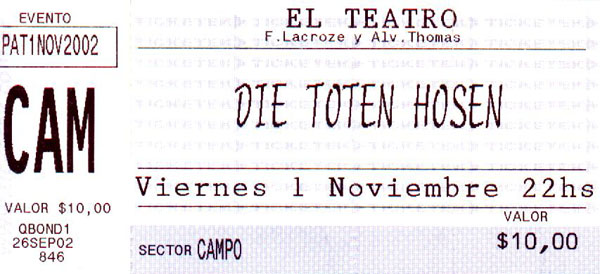 EVENTO
PAT1NOV2002
CAM
VALOR $10,00
QBOND1
26SEP02
846
EL TEATRO
F.Lacroze y Alv.Thomas
DIE TOTEN HOSEN
Viernes 1 Noviembre 22hs
VALOR
$10,00
SECTOR CAMPO